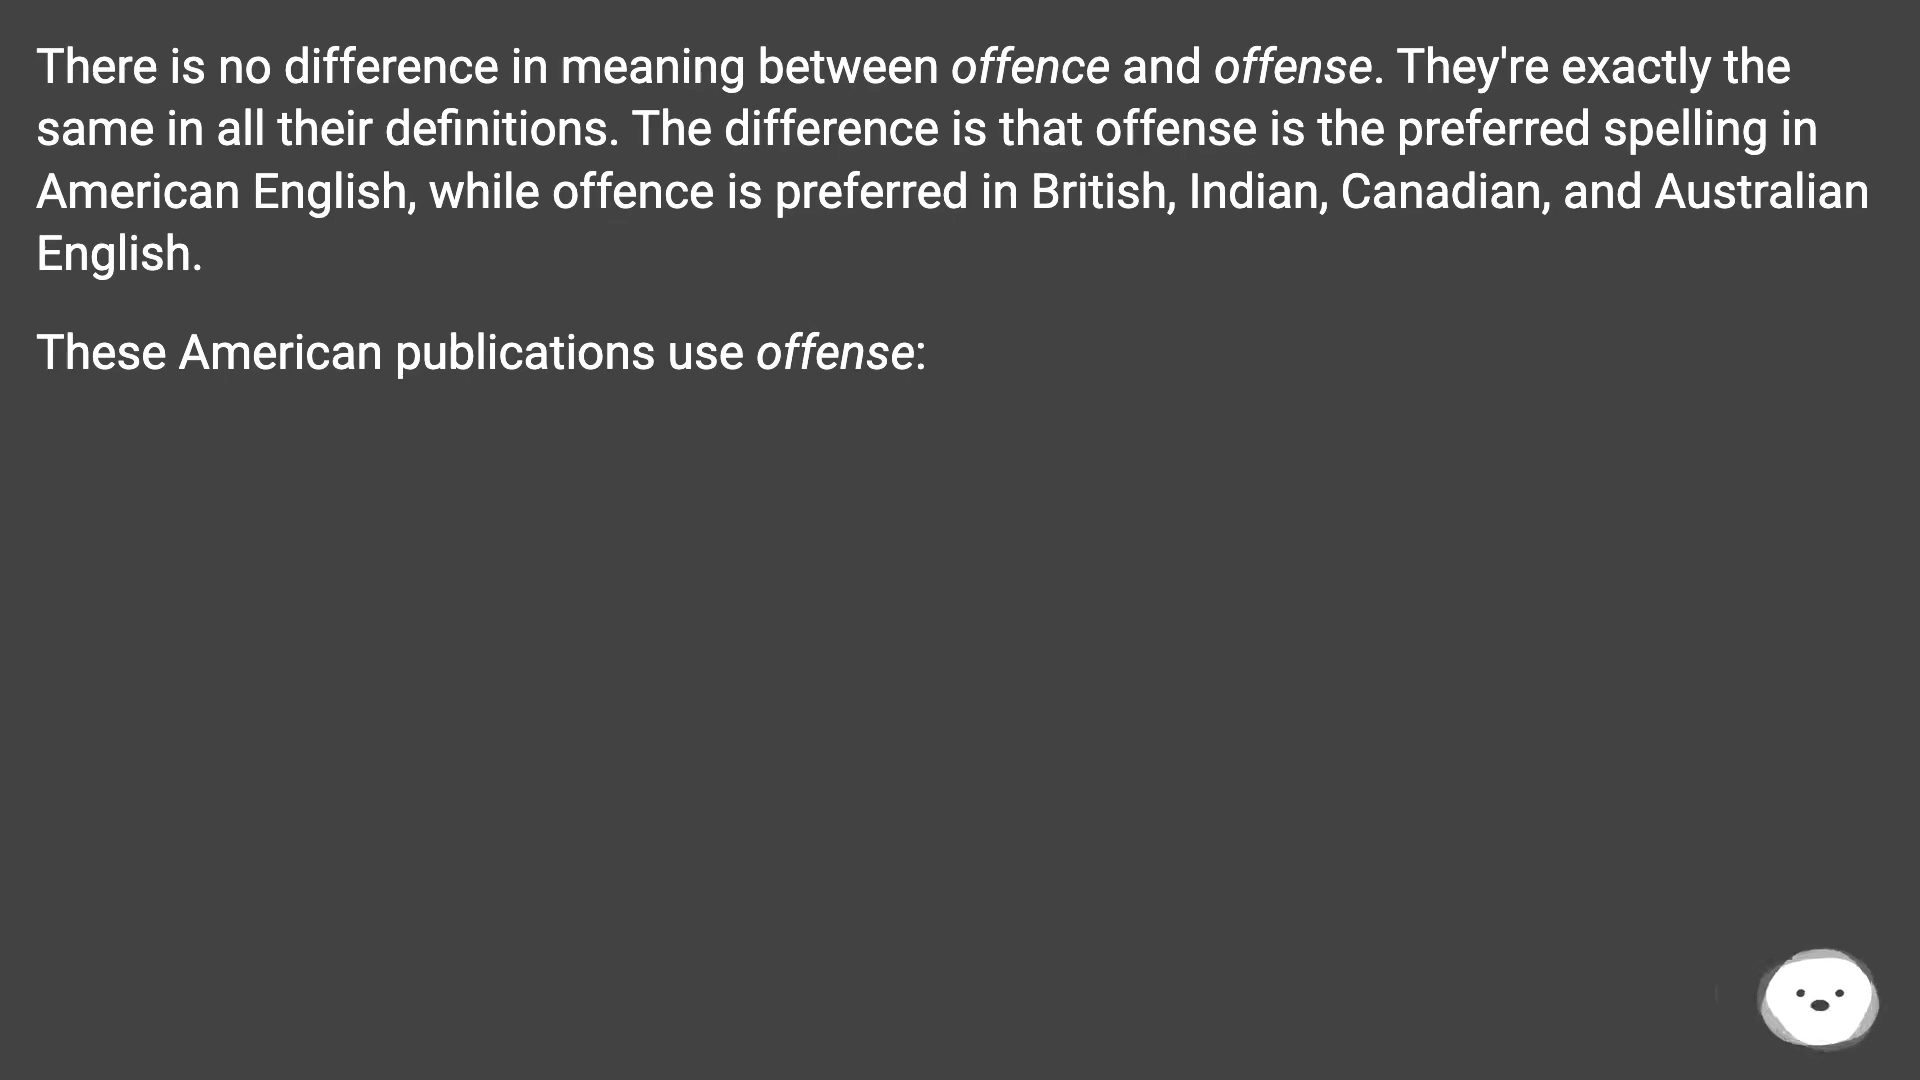 There is no difference in meaning between offence and offense. They're exactly the
same in all their definitions. The difference is that offense is the preferred spelling in
American English, while offence is preferred in British, Indian, Canadian, and Australian
English.
These American publications use offense: